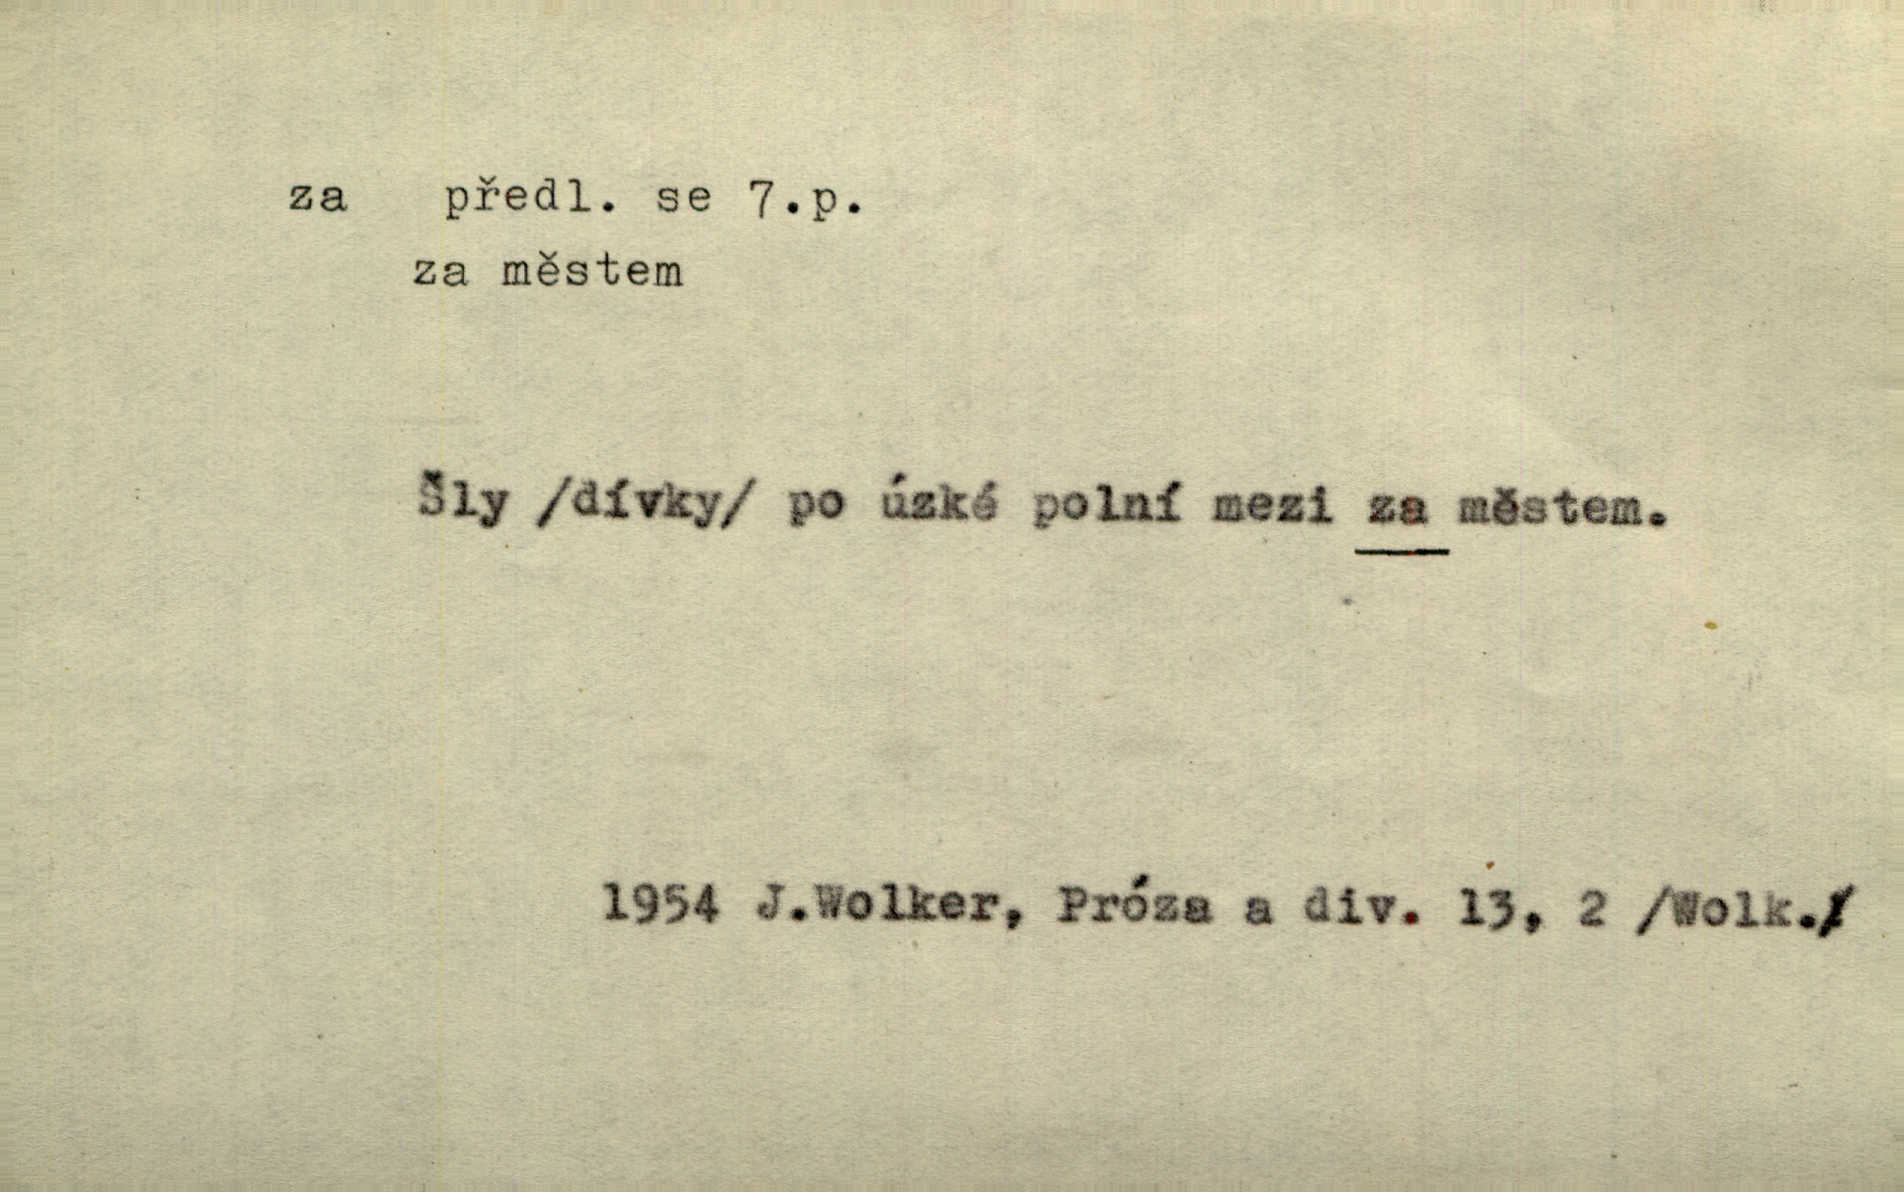 za předl. se 7.p.
za městem
Šly /dívky/ po úzké polní mezi za městem.
1954 J.Wolker, Próza a div. 13, 2 /Wolk./